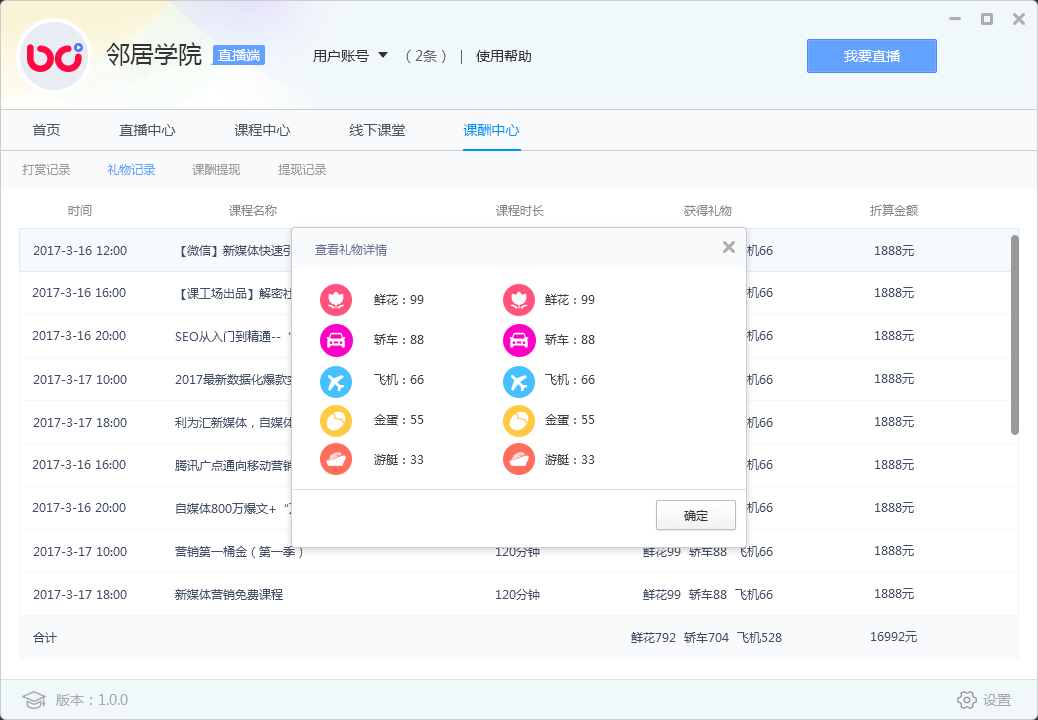 邻居学院 直播端 用户账号 （2条） | 使用帮助 我要直播
首页 直播中心 课程中心 线下课堂 课酬中心
打赏记录 礼物记录 课酬提现 提现记录
时间 课程名称 课程时长 获得礼物 折算金额
2017-3-16 12:00 【微信】新媒体快速引 机66 1888元
2017-3-16 16:00 【课工场出品】解密社 机66 1888元
2017-3-16 20:00 SEO从入门到精通--“ 机66 1888元
2017-3-17 10:00 2017最新数据化爆款实 机66 1888元
2017-3-17 18:00 利为汇新媒体，自媒体 机66 1888元
2017-3-16 16:00 腾讯广点通向移动营销 机66 1888元
2017-3-16 20:00 自媒体800万爆文+“ 机66 1888元
2017-3-17 10:00 营销第一桶金（第一季） 120分钟 鲜花99 轿车88 飞机66 1888元
2017-3-17 18:00 新媒体营销免费课程 120分钟 鲜花99 轿车88 飞机66 1888元
合计 鲜花792 轿车704 飞机528 16992元
查看礼物详情
鲜花：99 鲜花：99
轿车：88 轿车：88
飞机：66 飞机：66
金蛋：55 金蛋：55
游艇：33 游艇：33
确定
版本：1.0.0 设置